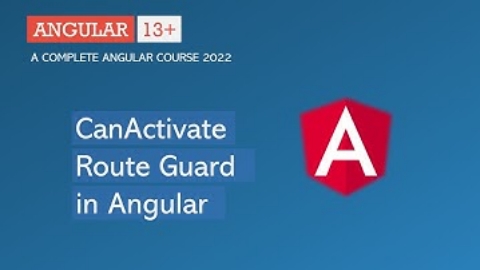 ANGULAR 13+
A COMPLETE ANGULAR COURSE 2022
CanActivate
Route Guard
in Angular
A